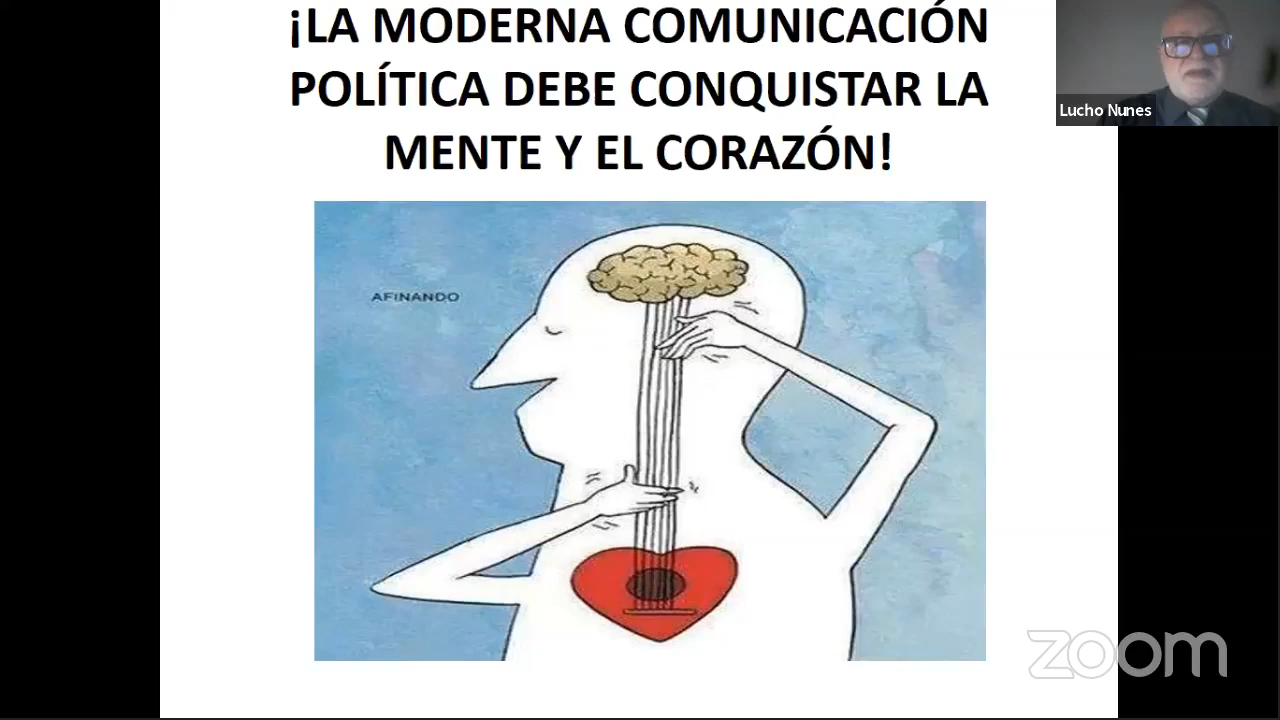 ¡LA MODERNA COMUNICACIÓN
POLÍTICA DEBE CONQUISTAR LA
MENTE Y EL CORAZÓN!
Lucho Nunes
AFINANDO
zoom